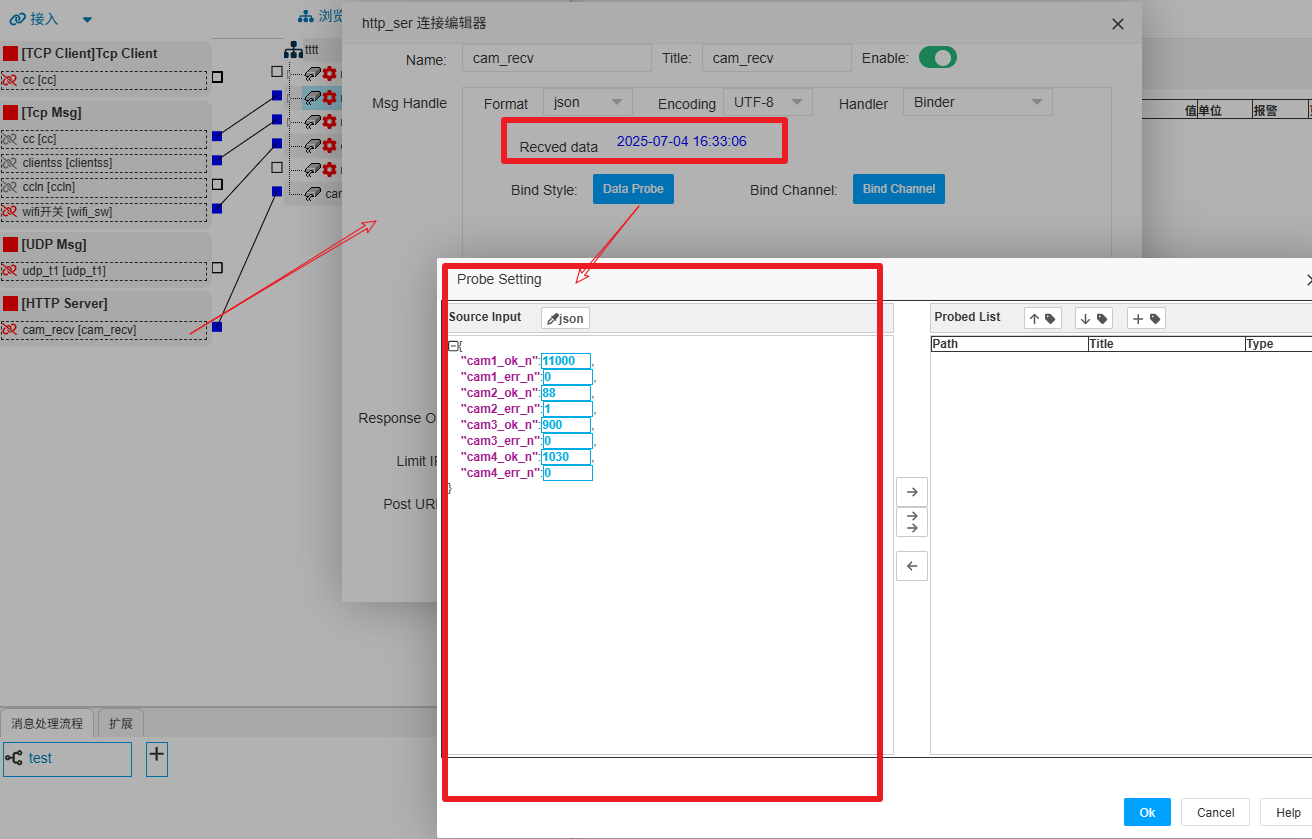 接入
浏览
[TCP Client]Tcp Client
cc [cc]
[Tcp Msg]
cc [cc]
clientss [clientss]
ccln [ccln]
wifi开关 [wifi_sw]
[UDP Msg]
udp_t1 [udp_t1]
[HTTP Server]
cam_recv [cam_recv]
tttt
cam
http_ser 连接编辑器
Name:
cam_recv
Title:
cam_recv
Enable:
Msg Handle
Format
json
Encoding
UTF-8
Handler
Binder
Recved data
2025-07-04 16:33:06
Bind Style:
Data Probe
Bind Channel:
Bind Channel
Response O
Limit IP
Post URL
值
单位
报警
Probe Setting
Source Input
json
{
"cam1_ok_n":11000,
"cam1_err_n":0,
"cam2_ok_n":88,
"cam2_err_n":1,
"cam3_ok_n":900,
"cam3_err_n":0,
"cam4_ok_n":1030,
"cam4_err_n":0
}
Probed List
Path
Title
Type
消息处理流程
扩展
test
Ok
Cancel
Help